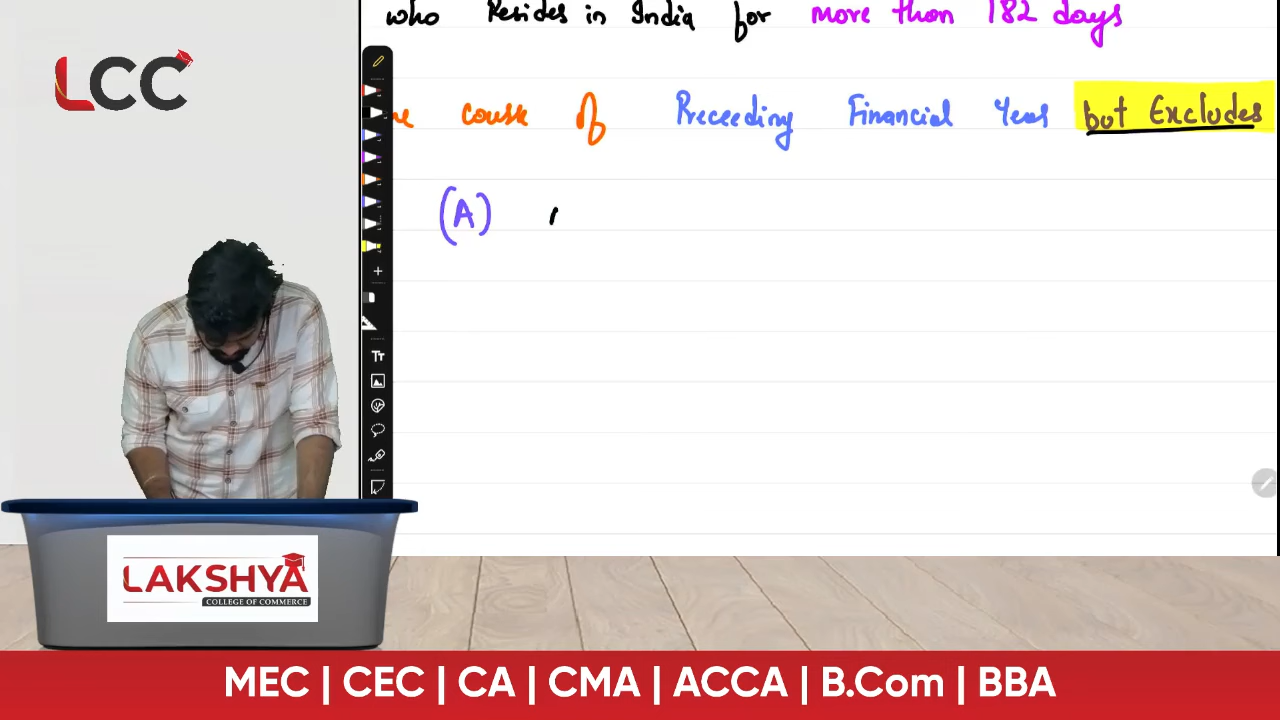 who Resides in India for more than 182 days
LCC
course of Preceeding Financial Year but Excludes
(A)
TT
LAKSHYA
COLLEGE OF COMMERCE
MEC | CEC | CA | CMA | ACCA | B.Com | BBA